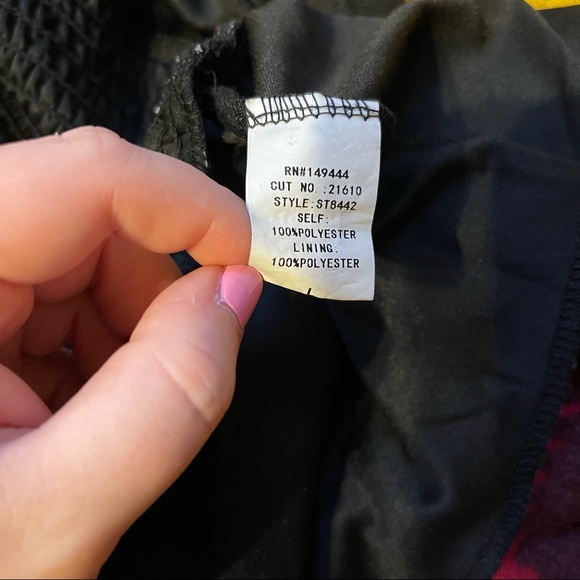 RN#149444
CUT NO.:21610
STYLE:ST8442
SELF:
100%POLYESTER
LINING:
100%POLYESTER